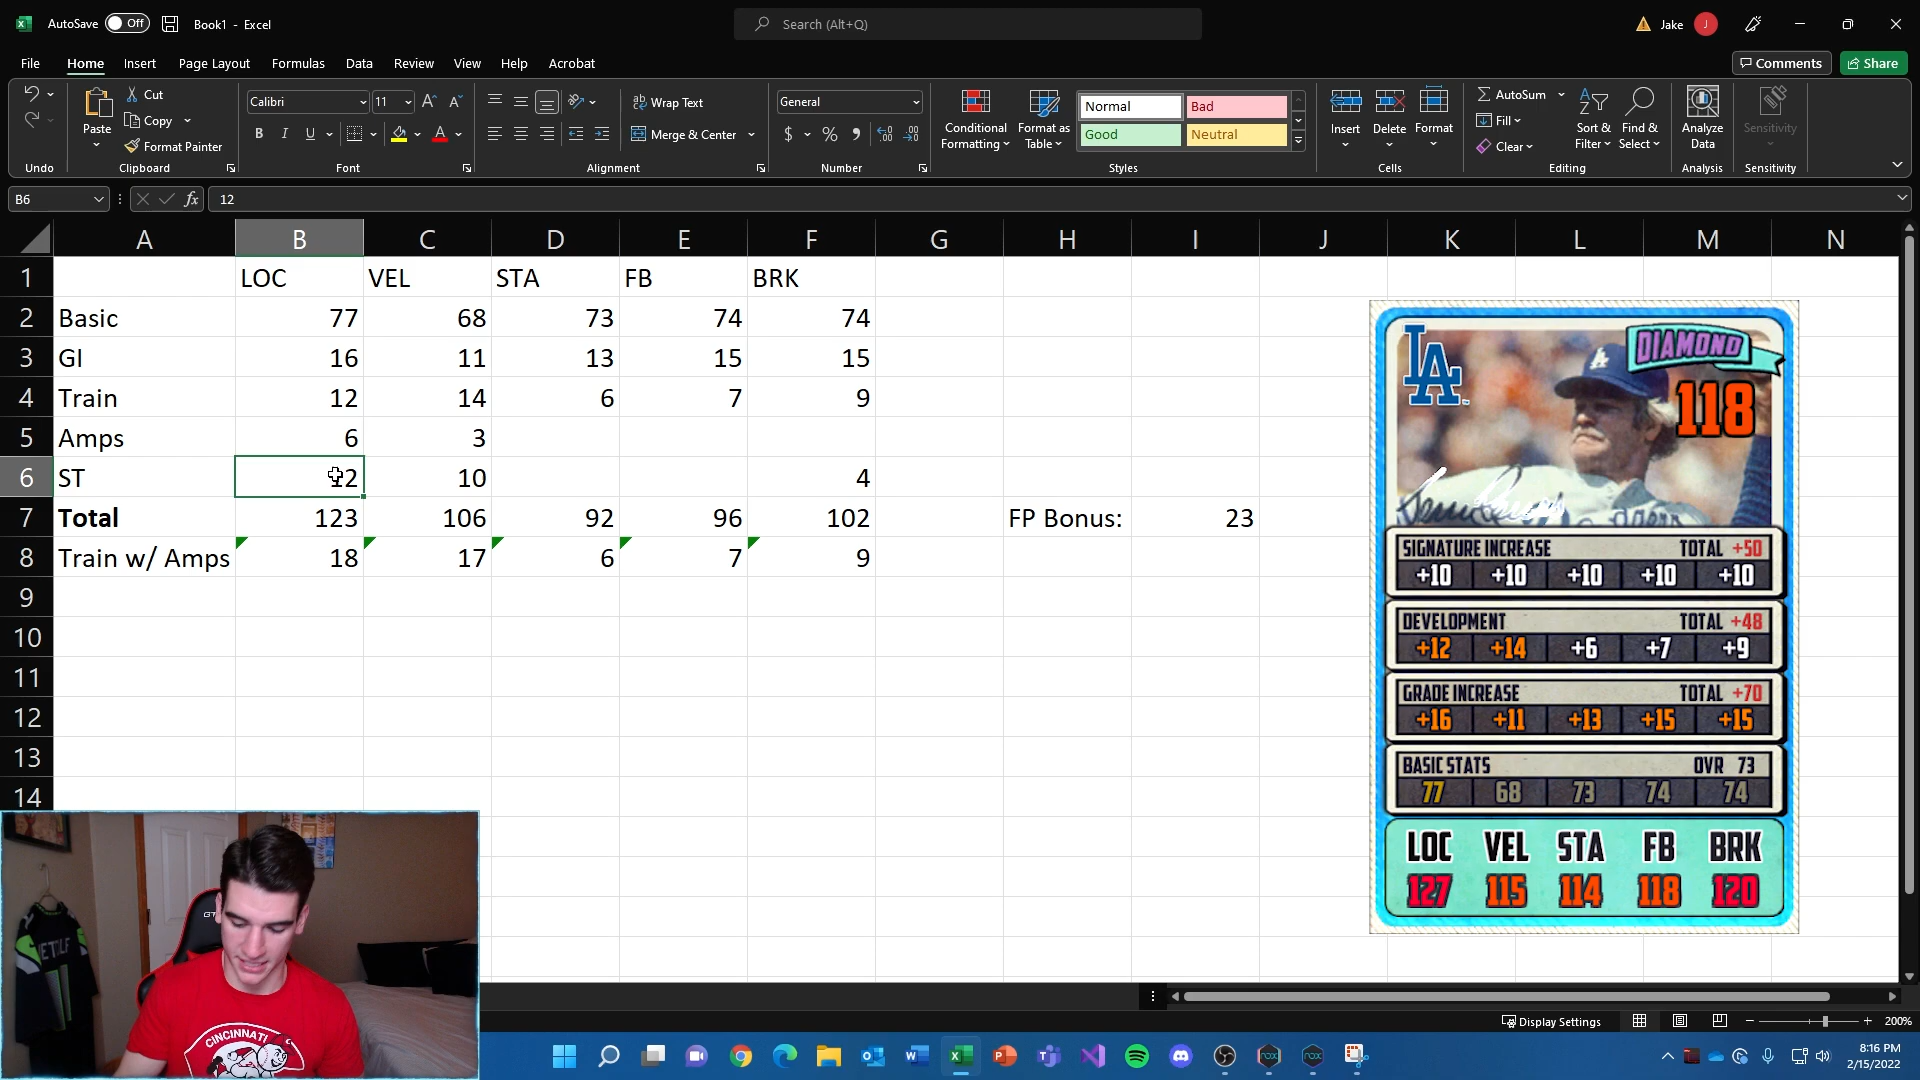 AutoSave Off Book1 - Excel Search (Alt+Q) Jake J
File Home Insert Page Layout Formulas Data Review View Help Acrobat Comments Share
Cut Calibri 11 Wrap Text General Normal Bad AutoSum
Paste Copy Conditional Formatting Format as Table Insert Delete Format Fill Sort & Filter Find & Select Analyze Data Sensitivity
Format Painter B I U A Merge & Center $ % Good Neutral Clear
Undo Clipboard Font Alignment Number Styles Cells Editing Analysis Sensitivity
B6 fx 12
A B C D E F G H I J K L M N
1 LOC VEL STA FB BRK
2 Basic 77 68 73 74 74
3 GI 16 11 13 15 15
4 Train 12 14 6 7 9
5 Amps 6 3
6 ST 12 10 4
7 Total 123 106 92 96 102 FP Bonus: 23
8 Train w/ Amps 18 17 6 7 9
9
10
11
12
13
14
LA DIAMOND
118
SIGNATURE INCREASE TOTAL +50
+10 +10 +10 +10 +10
DEVELOPMENT TOTAL +48
+12 +14 +6 +7 +9
GRADE INCREASE TOTAL +70
+16 +11 +13 +15 +15
BASIC STATS OVR 73
77 68 73 74 74
LOC VEL STA FB BRK
127 115 114 118 120
CINCINNATI
Display Settings 200%
8:16 PM
2/15/2022